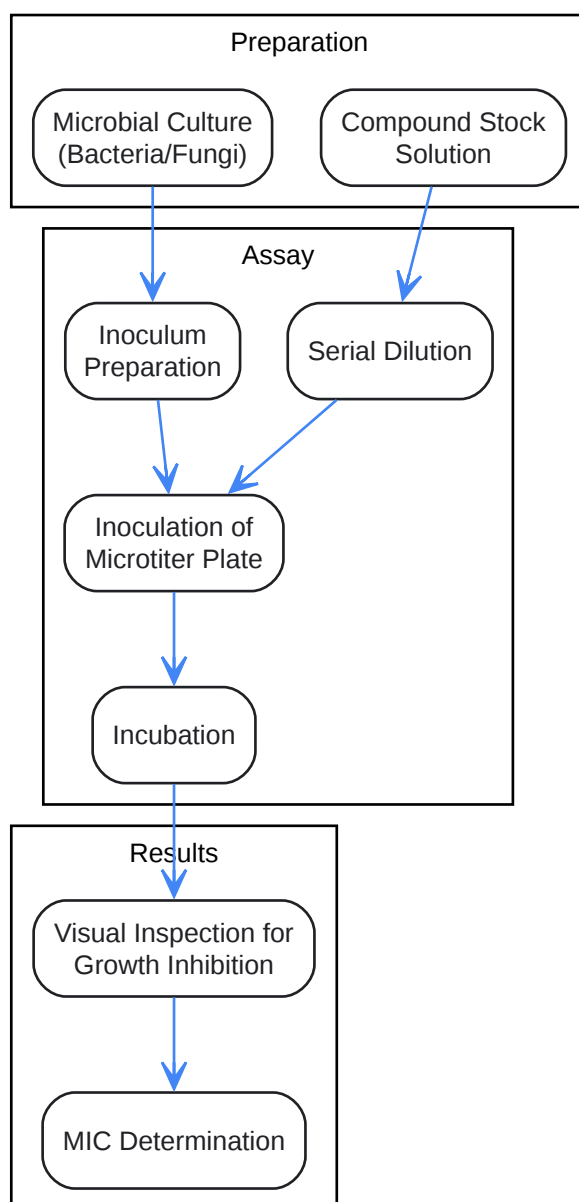 Preparation
Microbial Culture
(Bacteria/Fungi)
Compound Stock
Solution
Assay
Inoculum
Preparation
Serial Dilution
Inoculation of
Microtiter Plate
Incubation
Results
Visual Inspection for
Growth Inhibition
MIC Determination